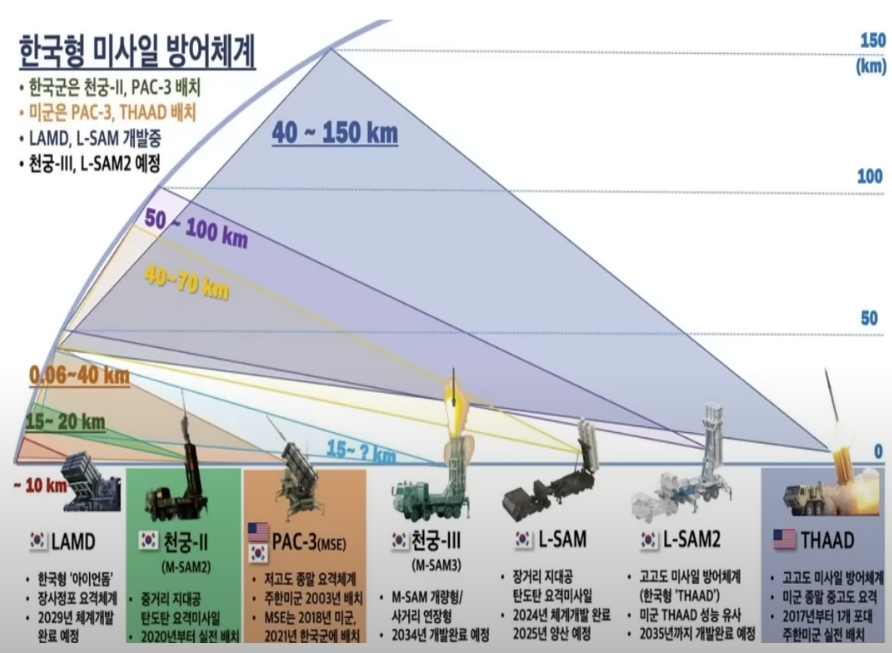 한국형 미사일 방어체계
• 한국군은 천궁-II, PAC-3 배치
• 미군은 PAC-3, THAAD 배치
• LAMD, L-SAM 개발중
• 천궁-III, L-SAM2 예정
150
(km)
40 ~ 150 km
100
50 ~ 100 km
40~70 km
50
0.06~40 km
15~ 20 km
15~ ? km
0
~ 10 km
LAMD
• 한국형 '아이언돔'
• 장사정포 요격체계
• 2029년 체계개발
완료 예정
천궁-II
(M-SAM2)
• 중거리 지대공
탄도탄 요격미사일
• 2020년부터 실전 배치
PAC-3(MSE)
• 저고도 종말 요격체계
• 주한미군 2003년 배치
• MSE는 2018년 미군,
2021년 한국군에 배치
천궁-III
(M-SAM3)
• M-SAM 개량형/
사거리 연장형
• 2034년 개발완료 예정
L-SAM
• 장거리 지대공
탄도탄 요격미사일
• 2024년 체계개발 완료
2025년 양산 예정
L-SAM2
• 고고도 미사일 방어체계
(한국형 'THAAD')
• 미군 THAAD 성능 유사
• 2035년까지 개발완료 예정
THAAD
• 고고도 미사일 방어체계
• 미군 종말 중고도 요격
• 2017년부터 1개 포대
주한미군 실전 배치